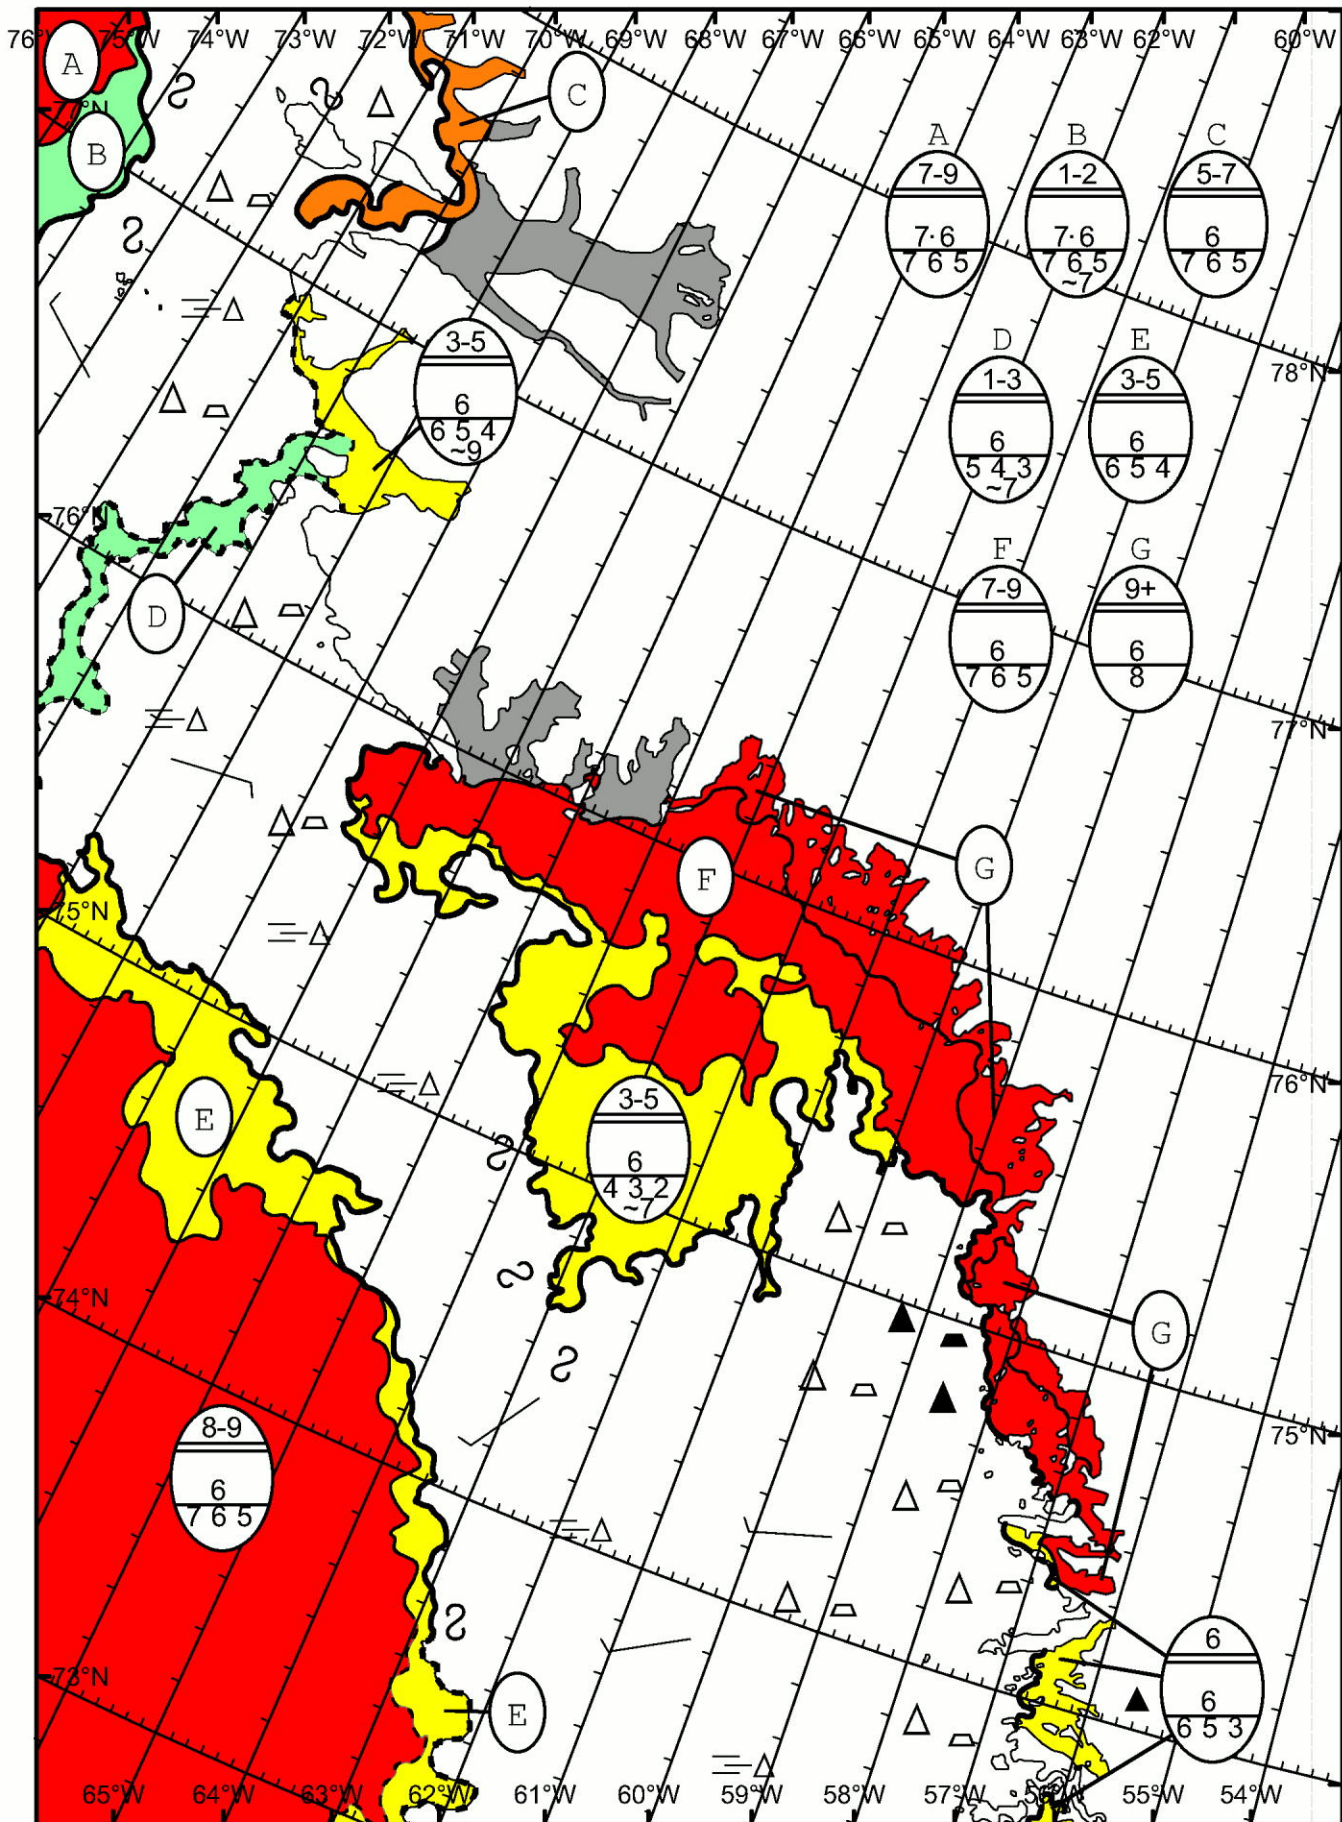 76°W 75°W 74°W 73°W 72°W 71°W 70°W 69°W 68°W 67°W 66°W 65°W 64°W 63°W 62°W 60°W
A
C
77°N
B
A B C
7-9 1-2 5-7
7·6 7·6 6
7 6 5 7 6 5 7 6 5
~7
D E
3-5
1-3 3-5
78°N
6
6 5 4
~9
6 6
5 4 3 6 5 4
~7
76°N
F G
7-9 9+
D
6 6
7 6 5 8
77°N
F
G
75°N
76°N
E
3-5
6
4 3 2
~7
74°N
G
8-9
75°N
6
7 6 5
6
73°N
E
6
6 5 3
65°W 64°W 63°W 62°W 61°W 60°W 59°W 58°W 57°W 56°W 55°W 54°W